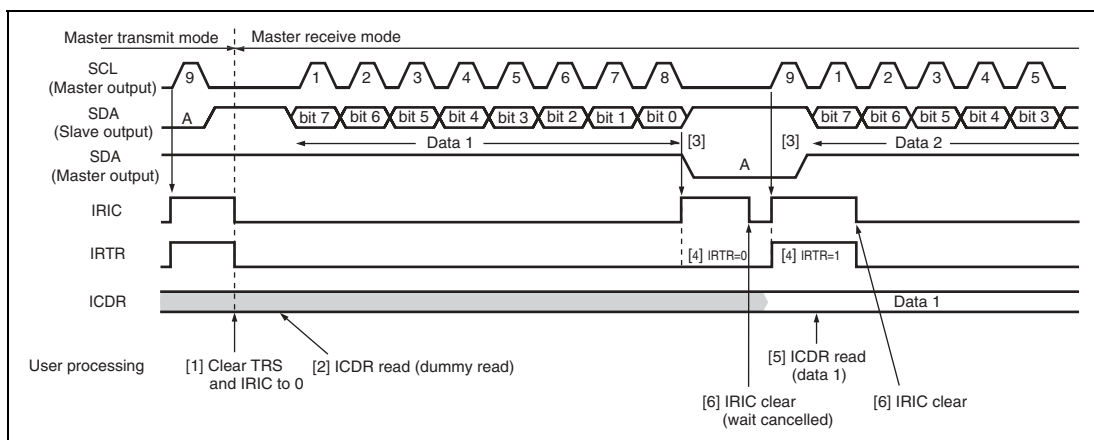 Master transmit mode
Master receive mode
SCL
(Master output)
9
1
2
3
4
5
6
7
8
9
1
2
3
4
5
SDA
(Slave output)
A
bit 7
bit 6
bit 5
bit 4
bit 3
bit 2
bit 1
bit 0
[3]
[3]
bit 7
bit 6
bit 5
bit 4
bit 3
Data 1
Data 2
SDA
(Master output)
A
IRIC
IRTR
[4] IRTR=0
[4] IRTR=1
ICDR
Data 1
User processing
[1] Clear TRS
and IRIC to 0
[2] ICDR read (dummy read)
[5] ICDR read
(data 1)
[6] IRIC clear
(wait cancelled)
[6] IRIC clear